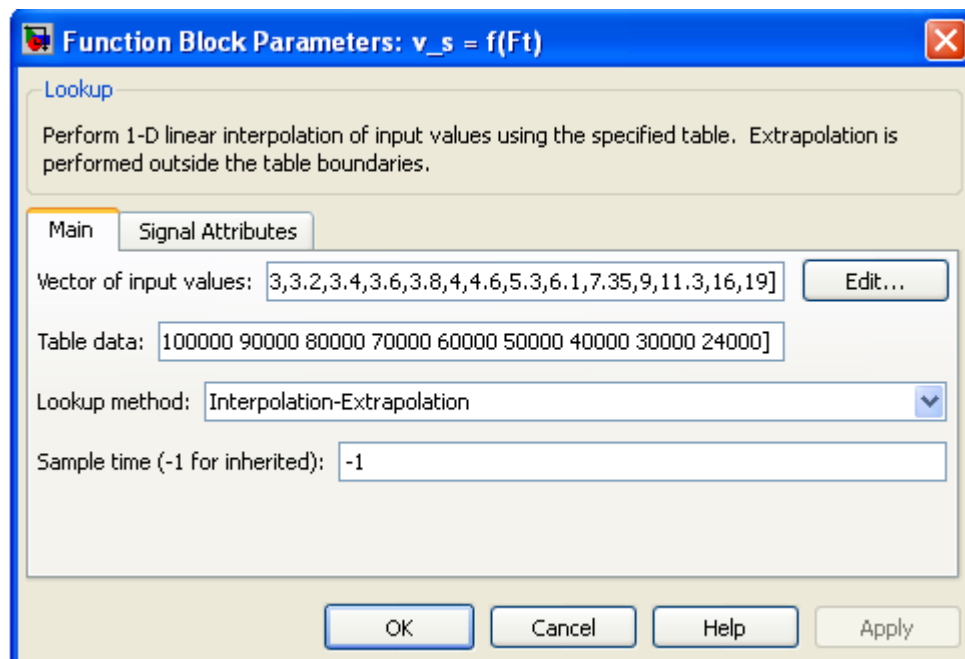 Function Block Parameters: v_s = f(Ft)
Lookup
Perform 1-D linear interpolation of input values using the specified table.  Extrapolation is
performed outside the table boundaries.
Main Signal Attributes
Vector of input values: 3,3.2,3.4,3.6,3.8,4,4.6,5.3,6.1,7.35,9,11.3,16,19] Edit...
Table data: 100000 90000 80000 70000 60000 50000 40000 30000 24000]
Lookup method: Interpolation-Extrapolation
Sample time (-1 for inherited): -1
OK Cancel Help Apply